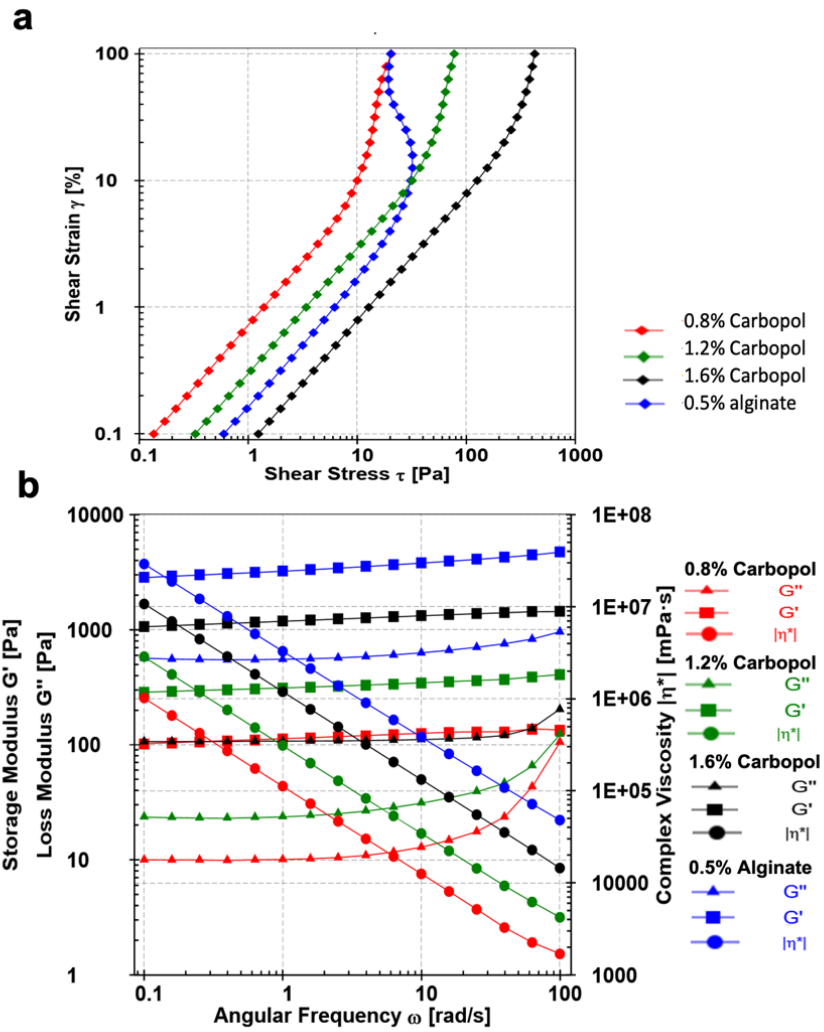 a
100
10
1
0.1
Shear Strain γ [%]
0.1 1 10 100 1000
Shear Stress τ [Pa]
0.8% Carbopol
1.2% Carbopol
1.6% Carbopol
0.5% alginate
b
10000
1000
100
10
1
Storage Modulus G' [Pa]
Loss Modulus G" [Pa]
0.1 1 10 100
Angular Frequency ω [rad/s]
1E+08
1E+07
1E+06
1E+05
10000
1000
Complex Viscosity |η*| [mPa·s]
0.8% Carbopol
G"
G'
|η*|
1.2% Carbopol
G"
G'
|η*|
1.6% Carbopol
G"
G'
|η*|
0.5% Alginate
G"
G'
|η*|